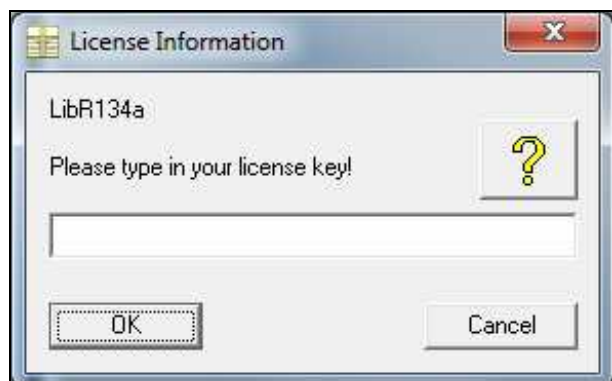 License Information
LibR134a
Please type in your license key!
?
OK
Cancel